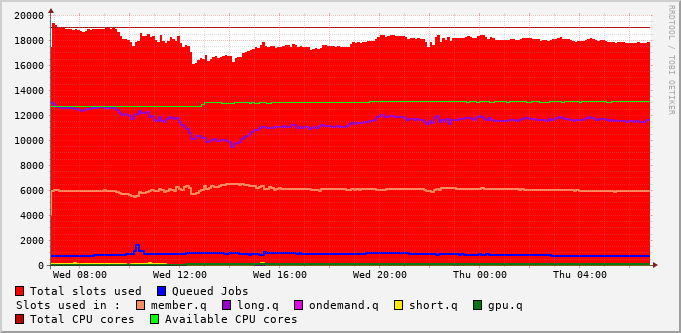 20000
18000
16000
14000
12000
10000
8000
6000
4000
2000
0
Wed 08:00 Wed 12:00 Wed 16:00 Wed 20:00 Thu 00:00 Thu 04:00
RRDTOOL / TOBI OETIKER
Total slots used Queued Jobs
Slots used in : member.q long.q ondemand.q short.q gpu.q
Total CPU cores Available CPU cores